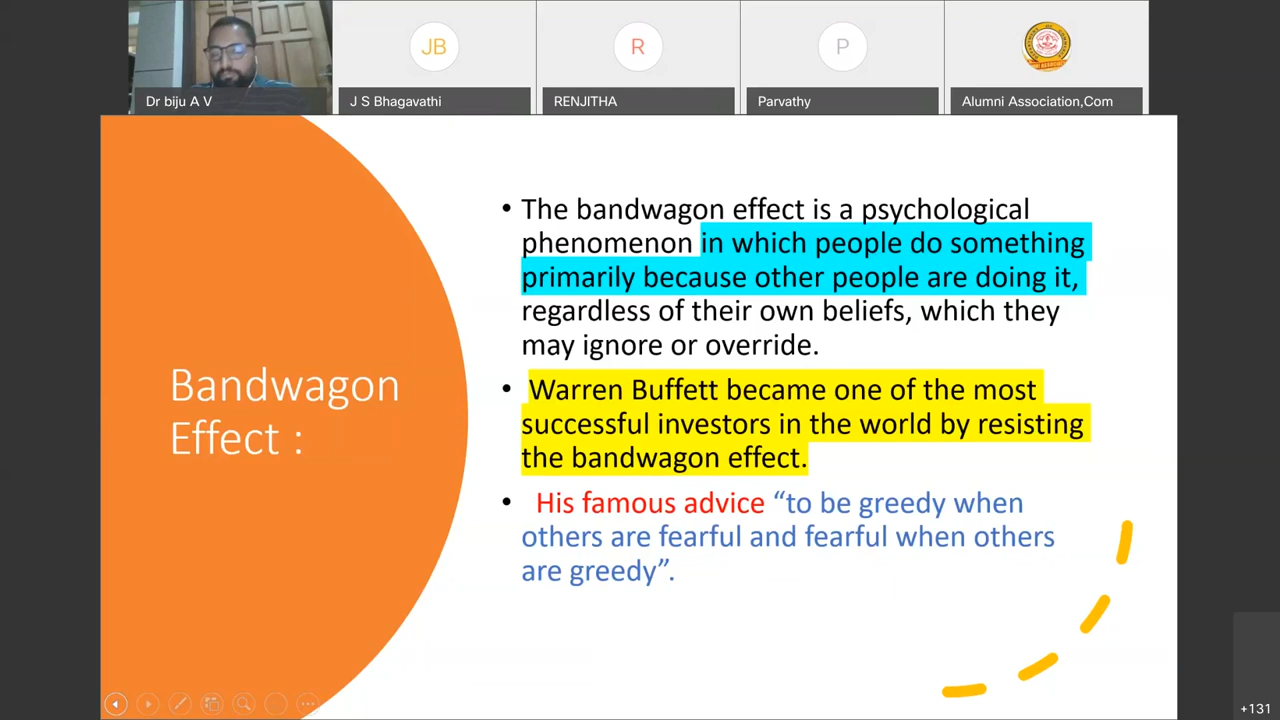 JB
R
P
Dr biju A V
J S Bhagavathi
RENJITHA
Parvathy
Alumni Association,Com
Bandwagon
Effect :
• The bandwagon effect is a psychological
phenomenon in which people do something
primarily because other people are doing it,
regardless of their own beliefs, which they
may ignore or override.
• Warren Buffett became one of the most
successful investors in the world by resisting
the bandwagon effect.
• His famous advice “to be greedy when
others are fearful and fearful when others
are greedy”.
+131